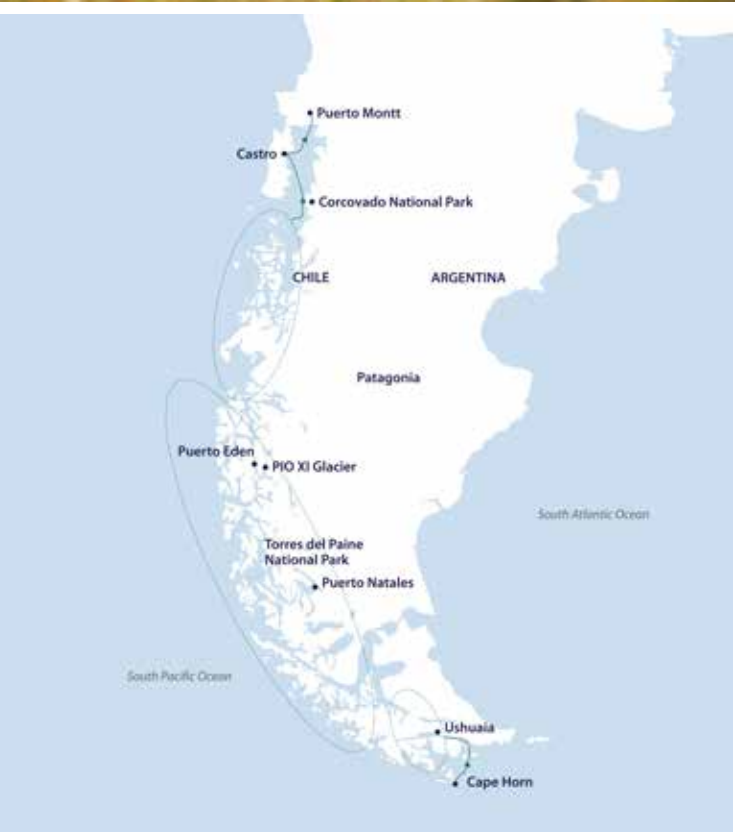 Puerto Montt
Castro
Corcovado National Park
CHILE
ARGENTINA
Patagonia
Puerto Eden
PIO XI Glacier
South Atlantic Ocean
Torres del Paine
National Park
Puerto Natales
South Pacific Ocean
Ushuaia
Cape Horn